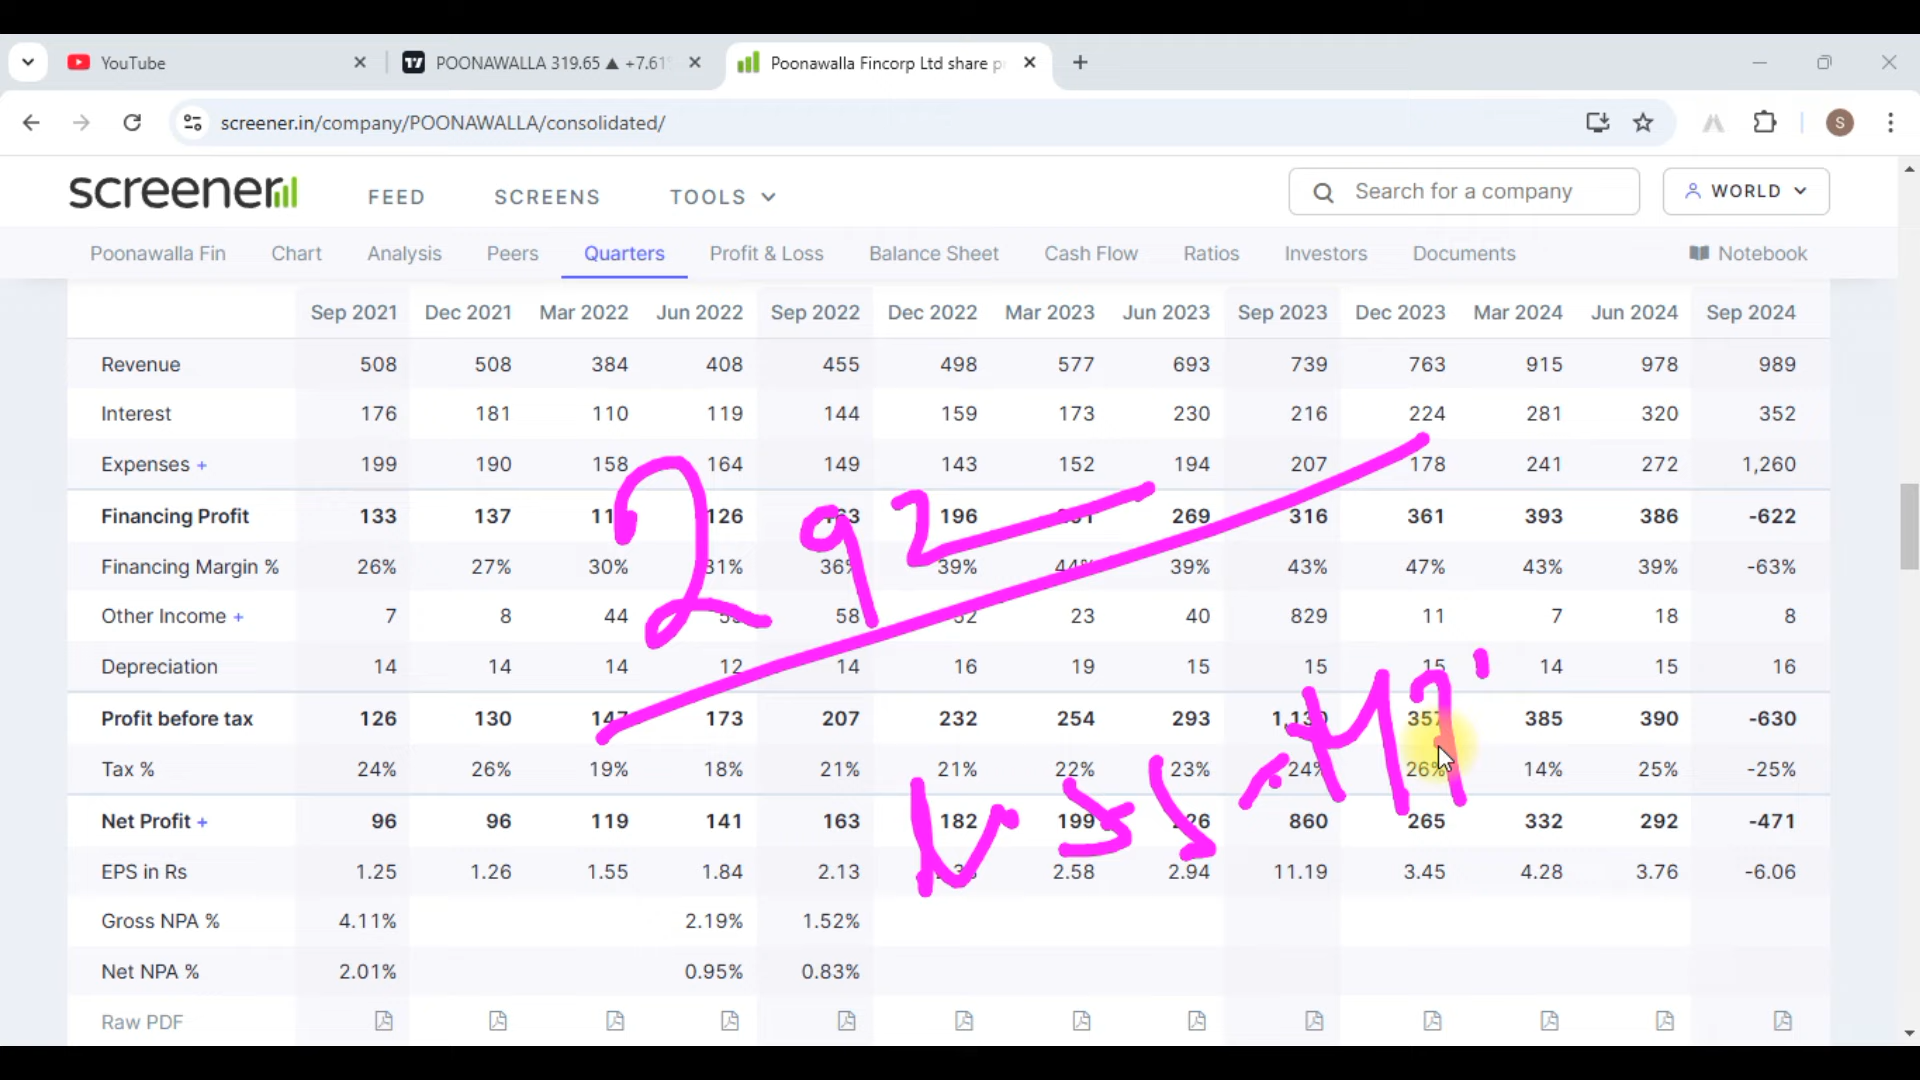 YouTube
POONAWALLA 319.65 ▲ +7.61
Poonawalla Fincorp Ltd share p
screener.in/company/POONAWALLA/consolidated/
S
screener
FEED
SCREENS
TOOLS
Search for a company
WORLD
Poonawalla Fin Chart Analysis Peers Quarters Profit & Loss Balance Sheet Cash Flow Ratios Investors Documents Notebook
Sep 2021 Dec 2021 Mar 2022 Jun 2022 Sep 2022 Dec 2022 Mar 2023 Jun 2023 Sep 2023 Dec 2023 Mar 2024 Jun 2024 Sep 2024
Revenue 508 508 384 408 455 498 577 693 739 763 915 978 989
Interest 176 181 110 119 144 159 173 230 216 224 281 320 352
Expenses + 199 190 158 164 149 143 152 194 207 178 241 272 1,260
Financing Profit 133 137 126 196 269 316 361 393 386 -622
Financing Margin % 26% 27% 30% 31% 36% 39% 44% 39% 43% 47% 43% 39% -63%
Other Income + 7 8 44 58 23 40 829 11 7 18 8
Depreciation 14 14 14 12 14 16 19 15 15 15 14 15 16
Profit before tax 126 130 147 173 207 232 254 293 1,130 357 385 390 -630
Tax % 24% 26% 19% 18% 21% 21% 22% 23% 24% 26% 14% 25% -25%
Net Profit + 96 96 119 141 163 182 199 226 860 265 332 292 -471
EPS in Rs 1.25 1.26 1.55 1.84 2.13 2.58 2.94 11.19 3.45 4.28 3.76 -6.06
Gross NPA % 4.11% 2.19% 1.52%
Net NPA % 2.01% 0.95% 0.83%
Raw PDF
292